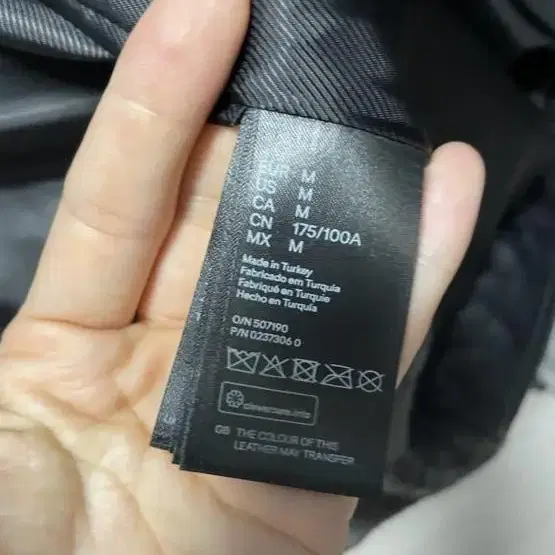 EUR M
US M
CA M
CN 175/100A
MX M
Made in Turkey
Fabricado em Turquia
Fabriqué en Turquie
Hecho en Turquía
O/N 507190
P/N 0237306 0
clevercare.info
GB THE COLOUR OF THIS
LEATHER MAY TRANSFER